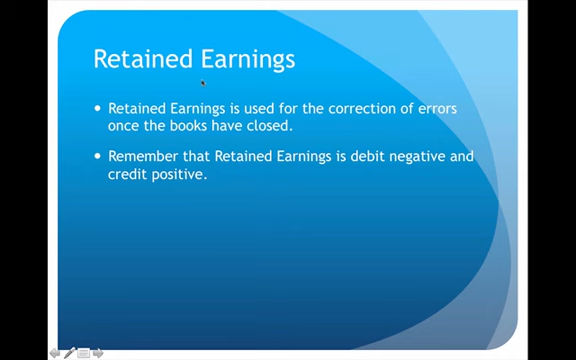 Retained Earnings
• Retained Earnings is used for the correction of errors
once the books have closed.
• Remember that Retained Earnings is debit negative and
credit positive.